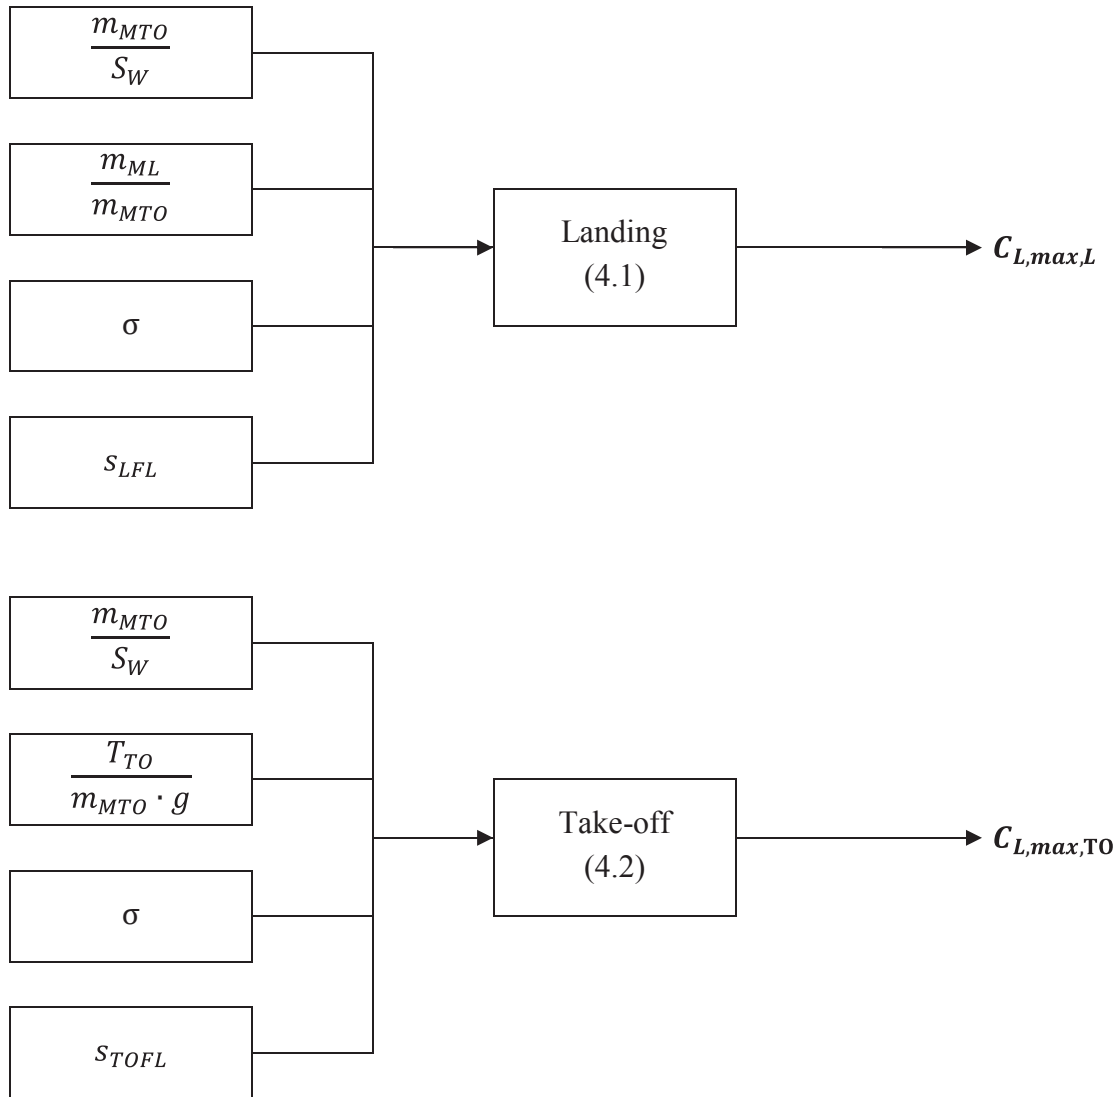 m_MTO
S_W
m_ML
m_MTO
σ
s_LFL
Landing
(4.1)
C_L,max,L
m_MTO
S_W
T_TO
m_MTO · g
σ
s_TOFL
Take-off
(4.2)
C_L,max,TO